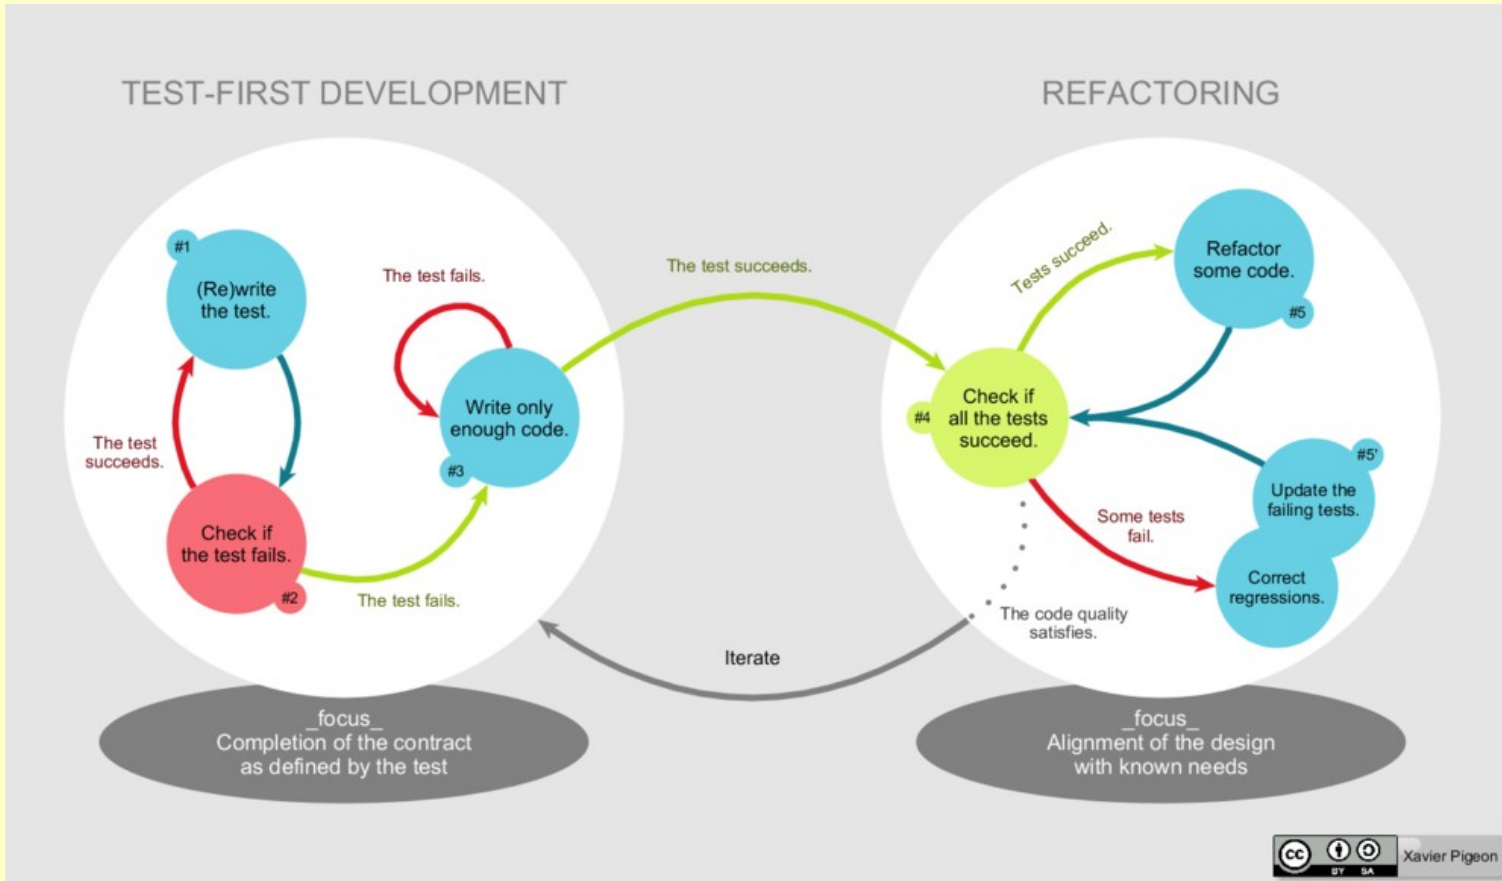 TEST-FIRST DEVELOPMENT
REFACTORING
#1
(Re)write
the test.
The test
succeeds.
Check if
the test fails.
#2
The test fails.
The test fails.
Write only
enough code.
#3
The test succeeds.
Tests succeed.
Refactor
some code.
#5
#4
Check if
all the tests
succeed.
Some tests
fail.
#5'
Update the
failing tests.
Correct
regressions.
The code quality
satisfies.
Iterate
_focus_
Completion of the contract
as defined by the test
_focus_
Alignment of the design
with known needs
cc
BY SA
Xavier Pigeon